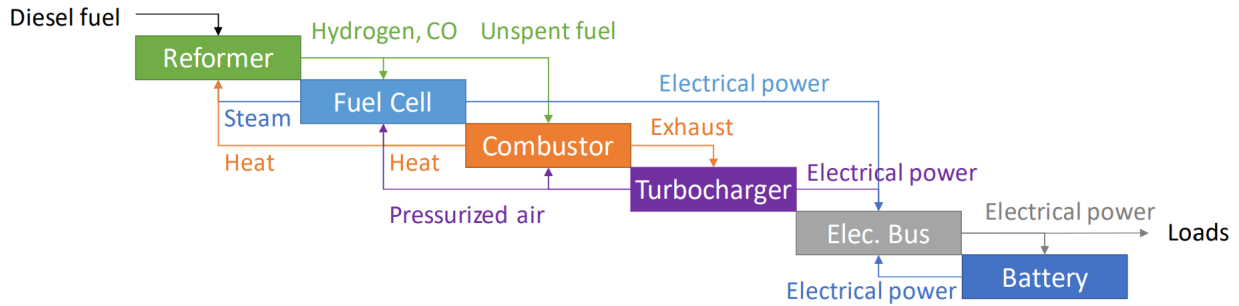 Diesel fuel
Hydrogen, CO
Unspent fuel
Reformer
Electrical power
Fuel Cell
Steam
Exhaust
Combustor
Heat
Heat
Electrical power
Turbocharger
Pressurized air
Electrical power
Loads
Elec. Bus
Battery
Electrical power